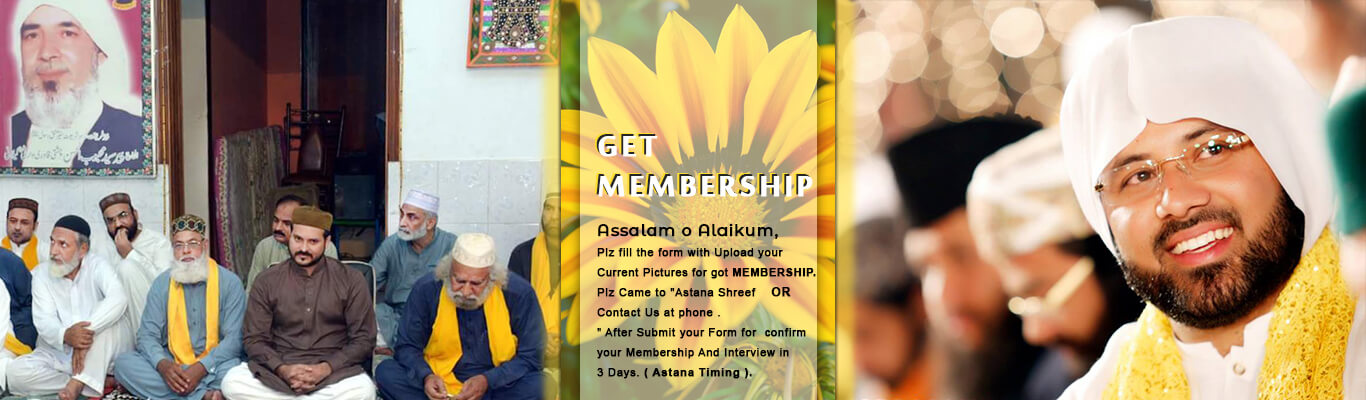 GET
MEMBERSHIP
Assalam o Alaikum,
Plz fill the form with Upload your
Current Pictures for got MEMBERSHIP.
Plz Came to "Astana Shreef OR
Contact Us at phone .
" After Submit your Form for confirm
your Membership And Interview in
3 Days. ( Astana Timing ).